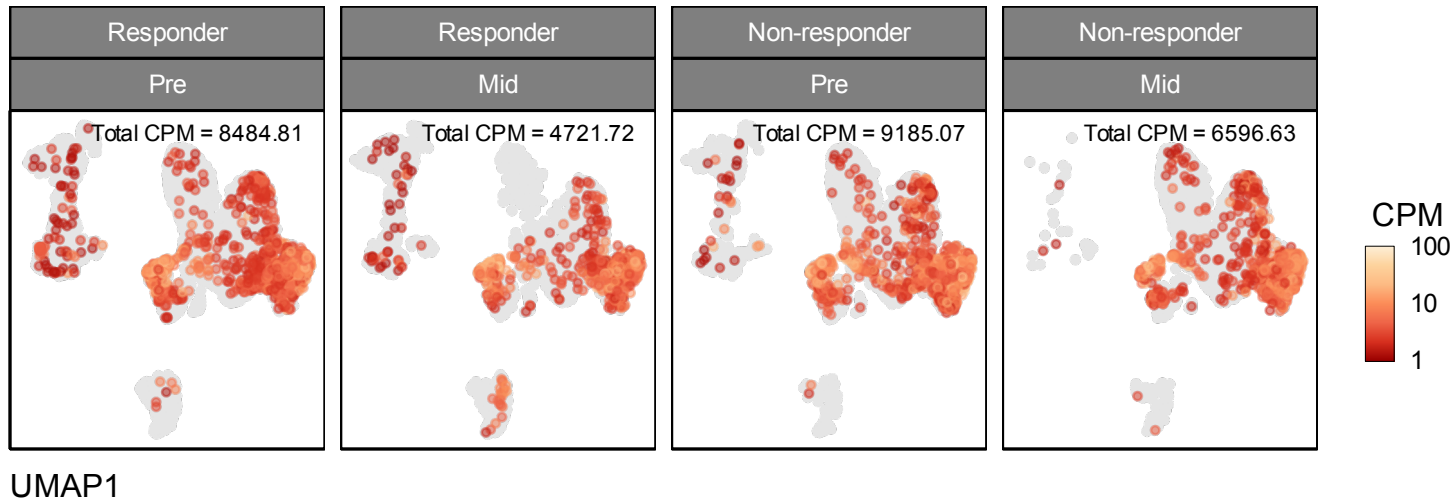 Responder
Responder
Non-responder
Non-responder
Pre
Mid
Pre
Mid
Total CPM = 8484.81
Total CPM = 4721.72
Total CPM = 9185.07
Total CPM = 6596.63
CPM
100
10
1
UMAP1